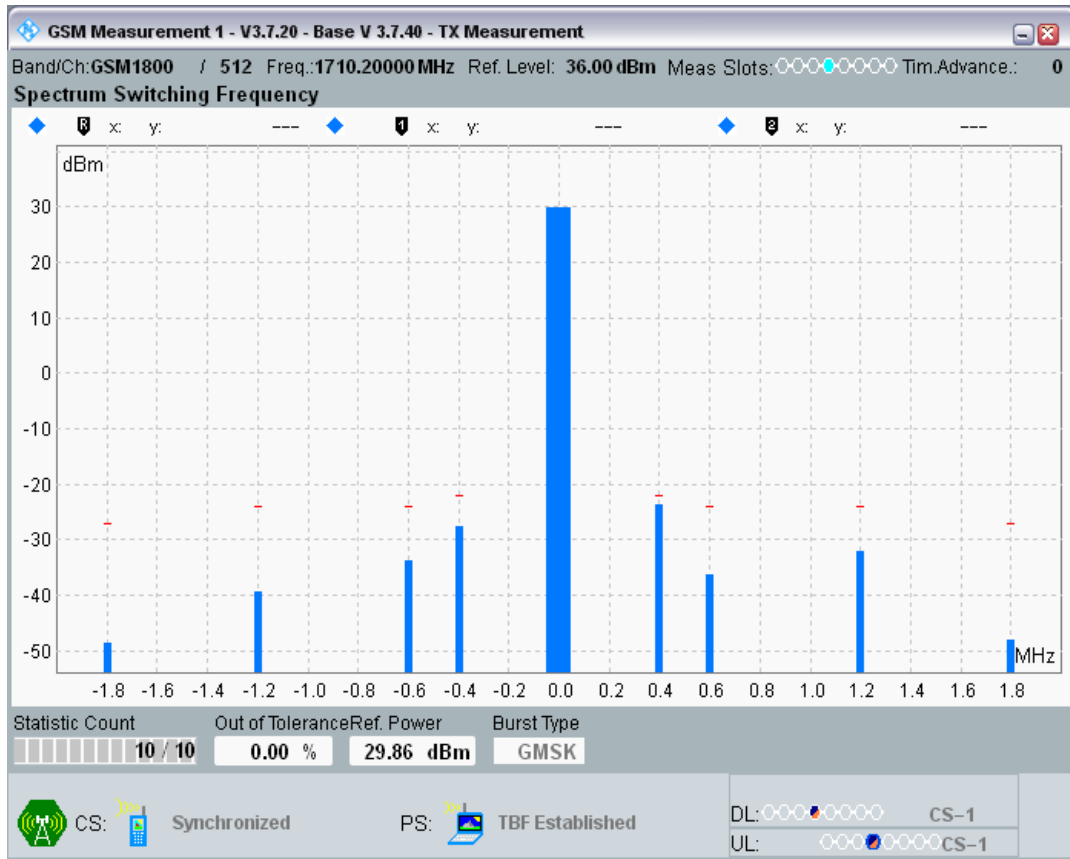 GSM Measurement 1 - V3.7.20 - Base V 3.7.40 - TX Measurement
Band/Ch:GSM1800 / 512 Freq.:1710.20000 MHz Ref. Level: 36.00 dBm Meas Slots: Tim.Advance.: 0
Spectrum Switching Frequency
R x: y: --- 1 x: y: --- 2 x: y: ---
dBm
30
20
10
0
-10
-20
-30
-40
-50
MHz
-1.8 -1.6 -1.4 -1.2 -1.0 -0.8 -0.6 -0.4 -0.2 0.0 0.2 0.4 0.6 0.8 1.0 1.2 1.4 1.6 1.8
Statistic Count Out of Tolerance Ref. Power Burst Type
10 / 10 0.00 % 29.86 dBm GMSK
CS: Synchronized PS: TBF Established
DL: CS-1
UL: CS-1